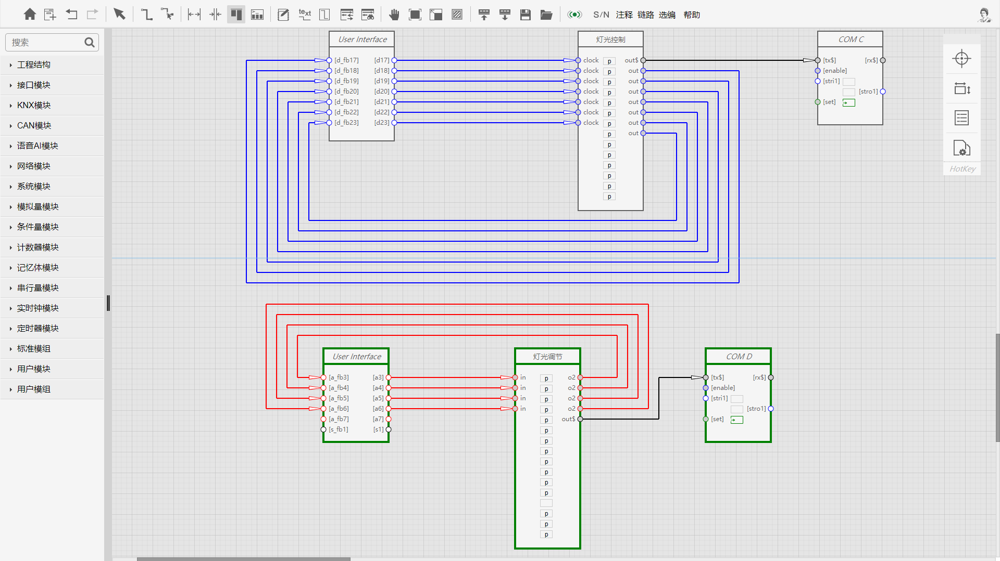 text
S/N 注释 链路 选编 帮助
搜索
工程结构
接口模块
KNX模块
CAN模块
语音AI模块
网络模块
系统模块
模拟量模块
条件量模块
计数器模块
记忆体模块
串行量模块
实时钟模块
定时器模块
标准模组
用户模块
用户模组
User Interface
[d_fb17] [d17]
[d_fb18] [d18]
[d_fb19] [d19]
[d_fb20] [d20]
[d_fb21] [d21]
[d_fb22] [d22]
[d_fb23] [d23]
灯光控制
clock p out$
clock p out
clock p out
clock p out
clock p out
clock p out
clock p out
p out
p
p
p
p
p
p
COM C
[tx$] [rx$]
[enable]
[stri1]
[stro1]
[set]
HotKey
User Interface
[a_fb3] [a3]
[a_fb4] [a4]
[a_fb5] [a5]
[a_fb6] [a6]
[a_fb7] [a7]
[s_fb1] [s1]
灯光调节
in p o2
in p o2
in p o2
in p o2
p out$
p
p
p
p
p
p
p
p
p
p
COM D
[tx$] [rx$]
[enable]
[stri1]
[stro1]
[set]